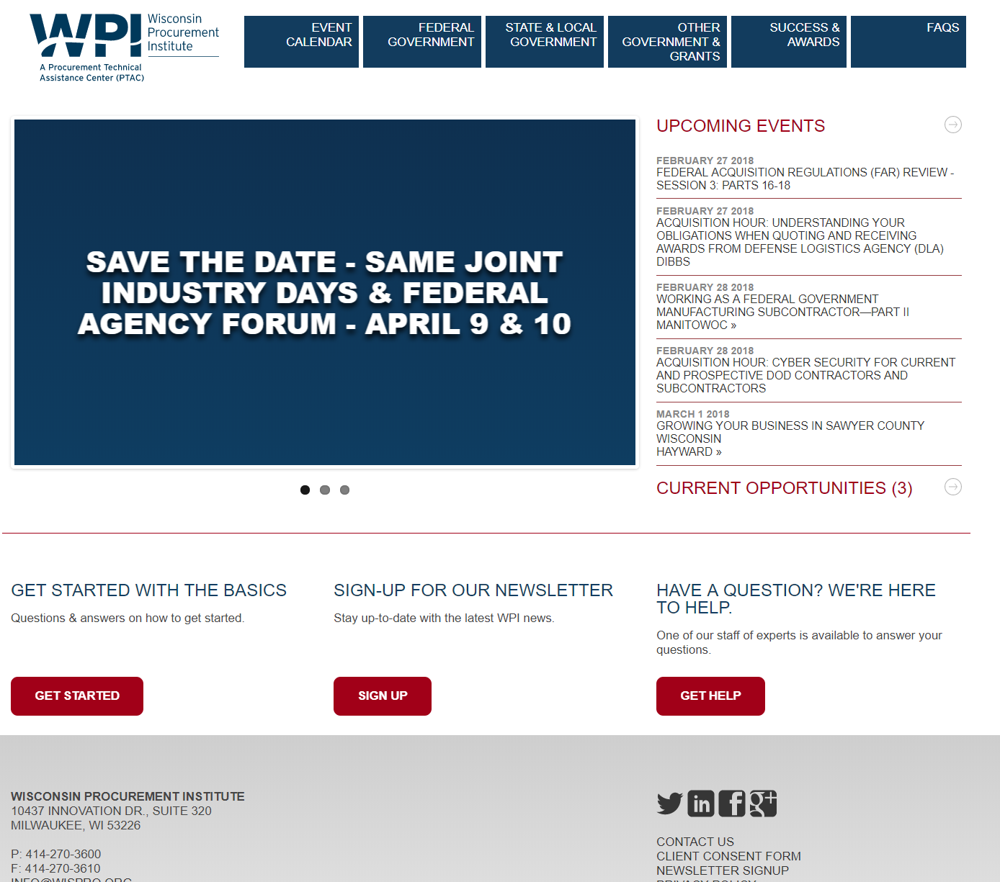 WPI
Wisconsin
Procurement
Institute
A Procurement Technical
Assistance Center (PTAC)
EVENT
CALENDAR
FEDERAL
GOVERNMENT
STATE & LOCAL
GOVERNMENT
OTHER
GOVERNMENT &
GRANTS
SUCCESS &
AWARDS
FAQS
SAVE THE DATE - SAME JOINT
INDUSTRY DAYS & FEDERAL
AGENCY FORUM - APRIL 9 & 10
UPCOMING EVENTS
FEBRUARY 27 2018
FEDERAL ACQUISITION REGULATIONS (FAR) REVIEW -
SESSION 3: PARTS 16-18
FEBRUARY 27 2018
ACQUISITION HOUR: UNDERSTANDING YOUR
OBLIGATIONS WHEN QUOTING AND RECEIVING
AWARDS FROM DEFENSE LOGISTICS AGENCY (DLA)
DIBBS
FEBRUARY 28 2018
WORKING AS A FEDERAL GOVERNMENT
MANUFACTURING SUBCONTRACTOR—PART II
MANITOWOC »
FEBRUARY 28 2018
ACQUISITION HOUR: CYBER SECURITY FOR CURRENT
AND PROSPECTIVE DOD CONTRACTORS AND
SUBCONTRACTORS
MARCH 1 2018
GROWING YOUR BUSINESS IN SAWYER COUNTY
WISCONSIN
HAYWARD »
CURRENT OPPORTUNITIES (3)
GET STARTED WITH THE BASICS
Questions & answers on how to get started.
GET STARTED
SIGN-UP FOR OUR NEWSLETTER
Stay up-to-date with the latest WPI news.
SIGN UP
HAVE A QUESTION? WE'RE HERE
TO HELP.
One of our staff of experts is available to answer your
questions.
GET HELP
WISCONSIN PROCUREMENT INSTITUTE
10437 INNOVATION DR., SUITE 320
MILWAUKEE, WI 53226
P: 414-270-3600
F: 414-270-3610
INFO@WISPRO.ORG
CONTACT US
CLIENT CONSENT FORM
NEWSLETTER SIGNUP
PRIVACY POLICY